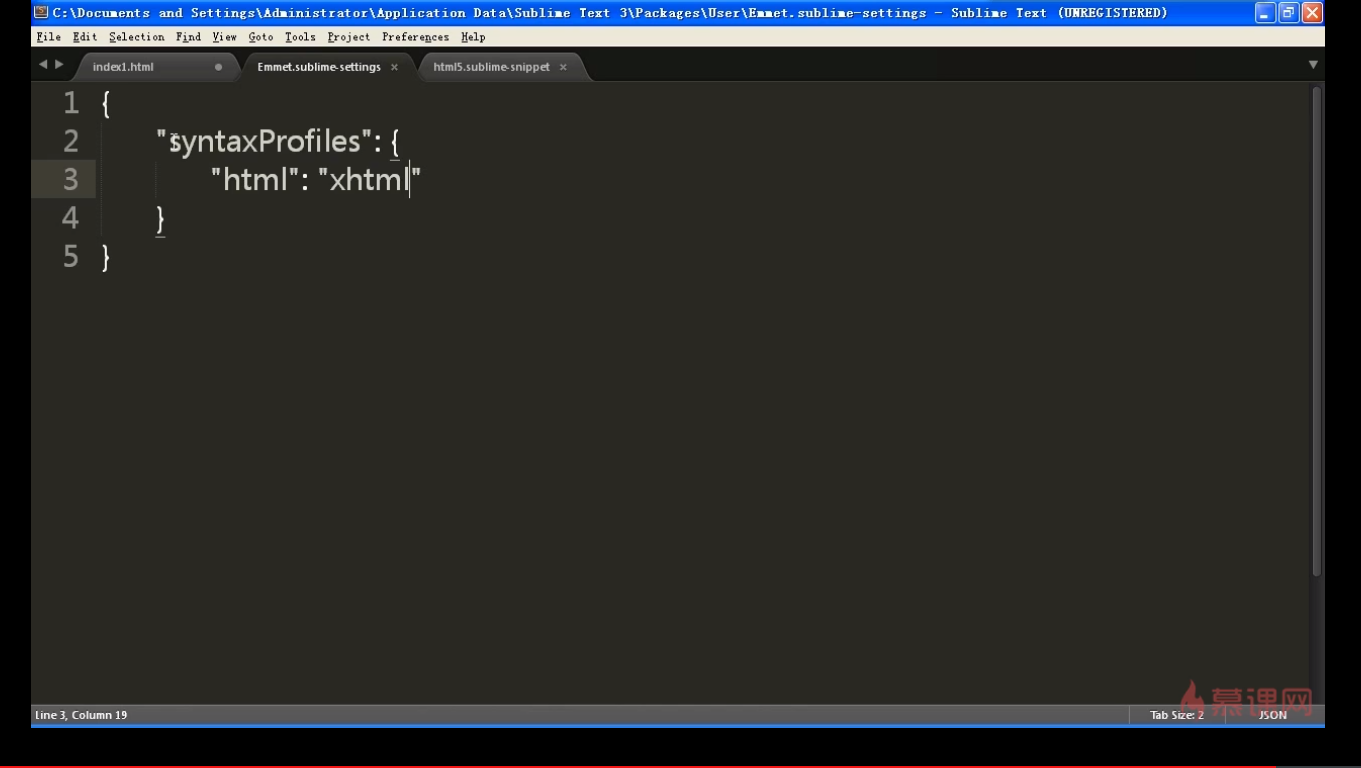 C:\Documents and Settings\Administrator\Application Data\Sublime Text 3\Packages\User\Emmet.sublime-settings - Sublime Text (UNREGISTERED)
File Edit Selection Find View Goto Tools Project Preferences Help
index1.html Emmet.sublime-settings html5.sublime-snippet
1 {
2 "syntaxProfiles": {
3 "html": "xhtml"
4 }
5 }
慕课网
Line 3, Column 19 Tab Size: 2 JSON